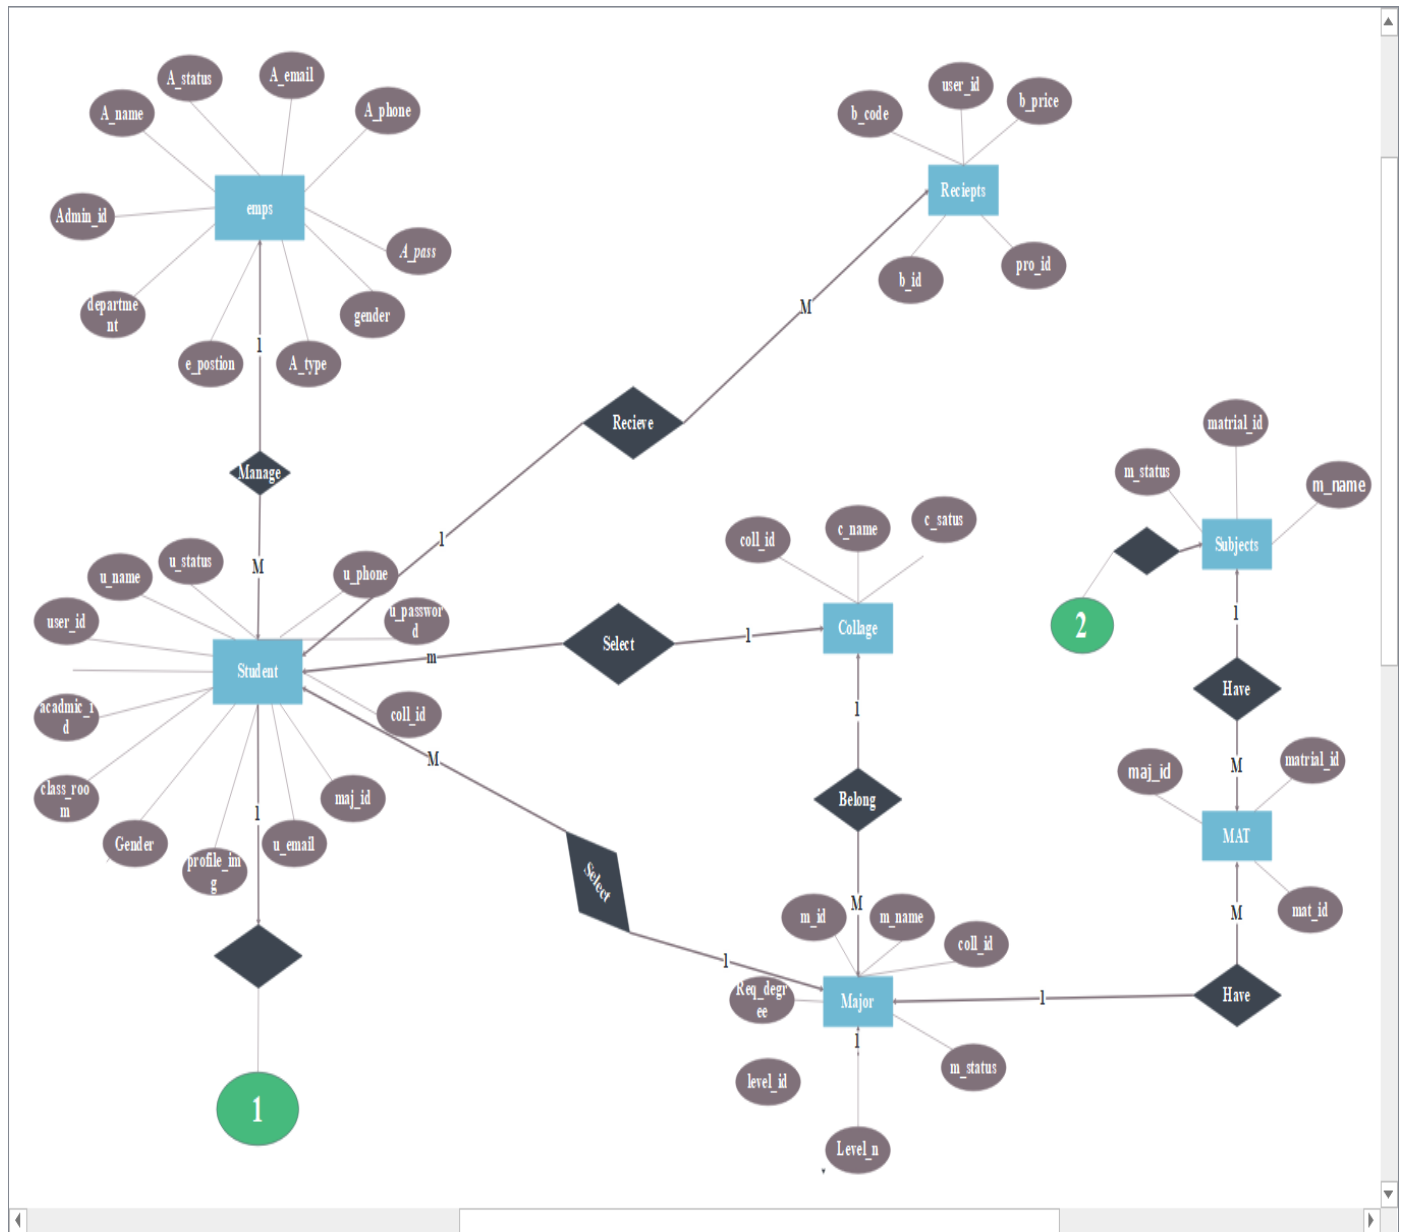 A_status
A_email
A_name
A_phone
emps
Admin_id
A_pass
departme
nt
gender
e_postion
A_type
1
Manage
M
user_id
b_code
b_price
Reciepts
b_id
pro_id
M
Recieve
1
u_status
u_name
u_phone
user_id
u_passwor
d
Student
acadmic_i
d
coll_id
class_roo
m
maj_id
Gender
u_email
profile_im
g
1
1
m
Select
1
coll_id
c_name
c_satus
Collage
1
Belong
M
M
Select
1
m_id
m_name
coll_id
Req_degr
ee
Major
1
level_id
m_status
Level_n
matrial_id
m_status
m_name
Subjects
2
1
Have
M
maj_id
matrial_id
MAT
mat_id
M
Have
1